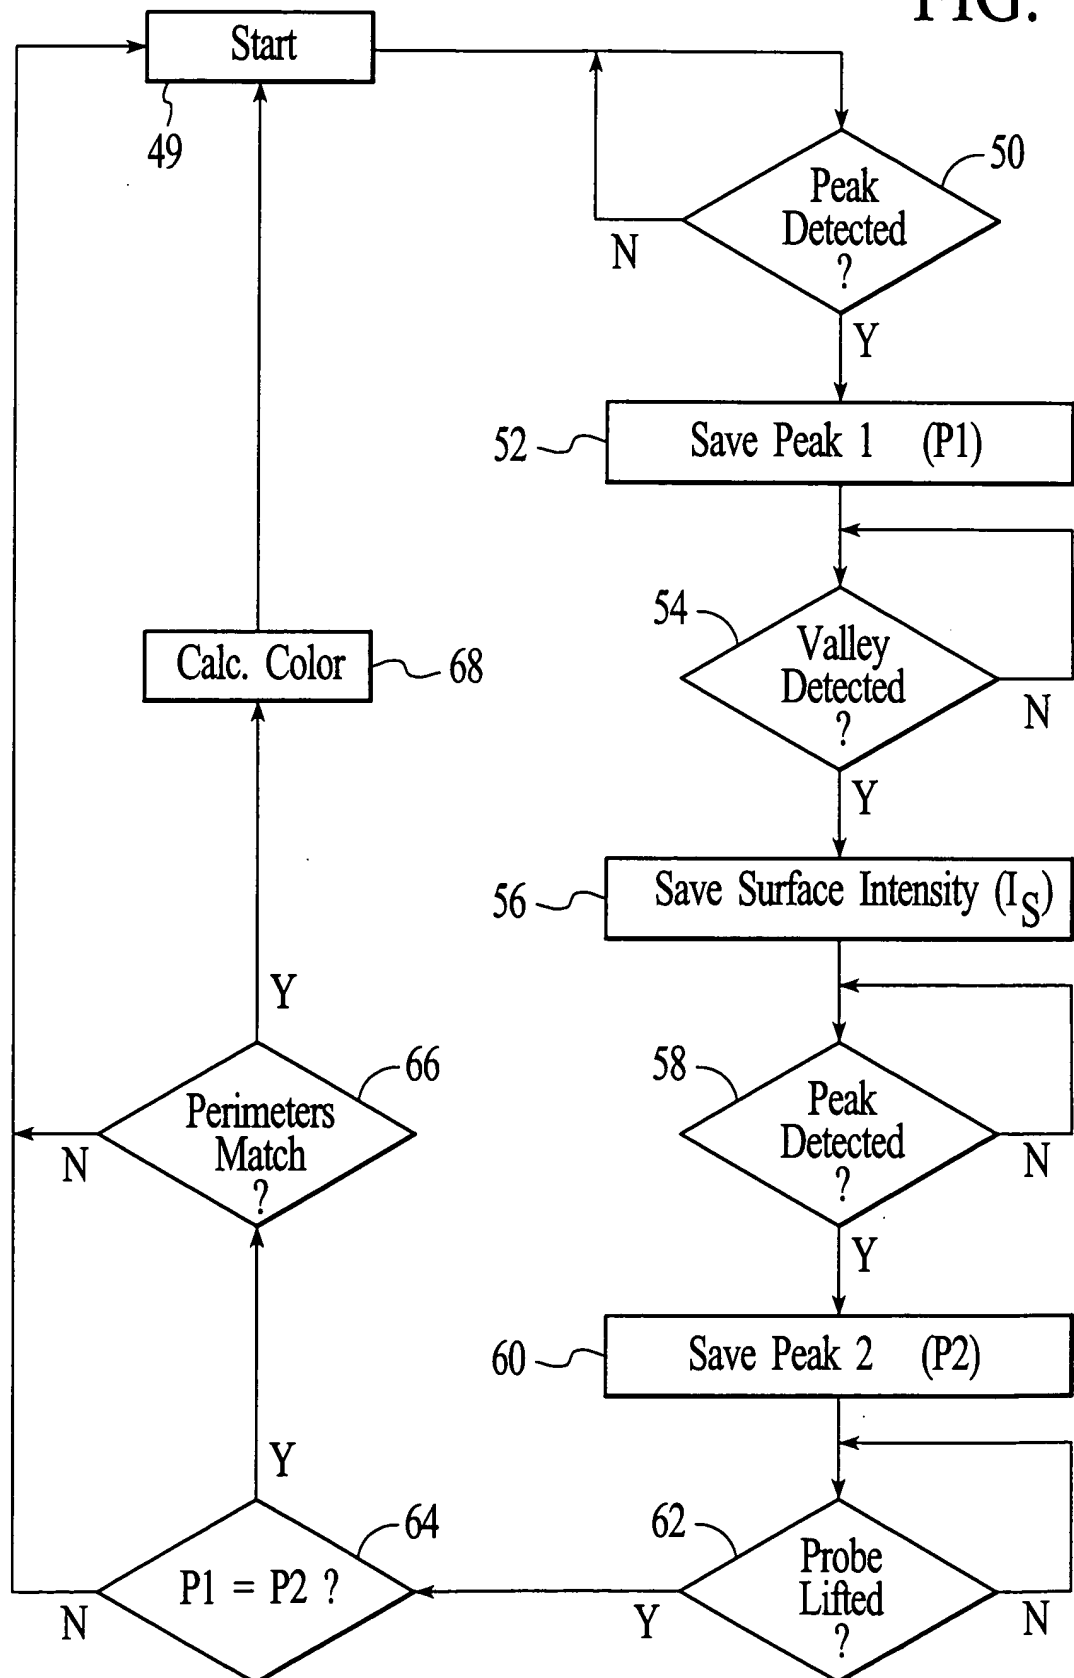 FIG.
Start
49
50
Peak
Detected
?
N
Y
52
Save Peak 1 (P1)
54
Valley
Detected
?
N
Y
Calc. Color
68
56
Save Surface Intensity (IS)
Y
66
Perimeters
Match
?
N
58
Peak
Detected
?
N
Y
60
Save Peak 2 (P2)
Y
64
P1 = P2 ?
N
62
Probe
Lifted
?
Y
N